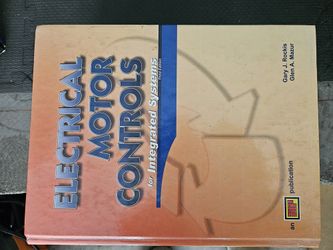 ELECTRICAL
MOTOR
CONTROLS
for Integrated Systems
Gary J. Rockis
Glen A. Mazur
an
publication